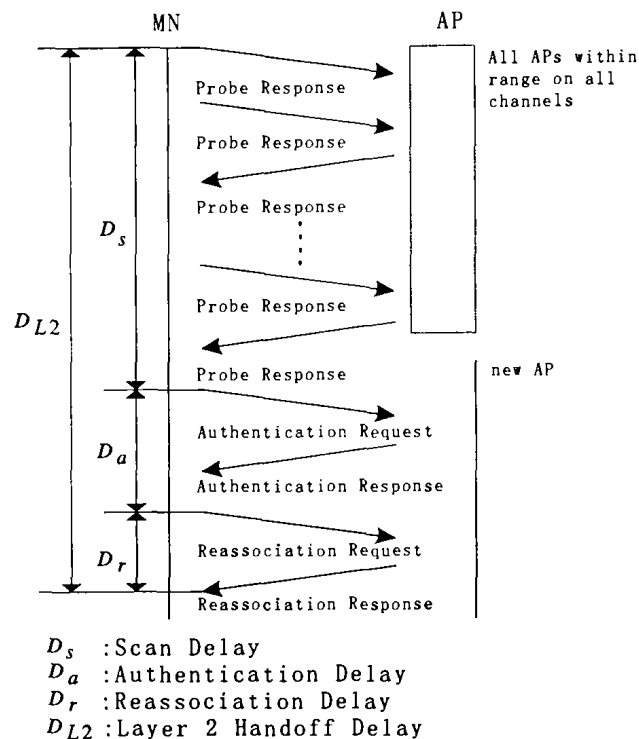 MN
AP
All APs within
range on all
channels
Probe Response
Probe Response
Probe Response
Probe Response
Probe Response
new AP
Authentication Request
Authentication Response
Reassociation Request
Reassociation Response
D_s
D_L2
D_a
D_r
D_s :Scan Delay
D_a :Authentication Delay
D_r :Reassociation Delay
D_L2 :Layer 2 Handoff Delay